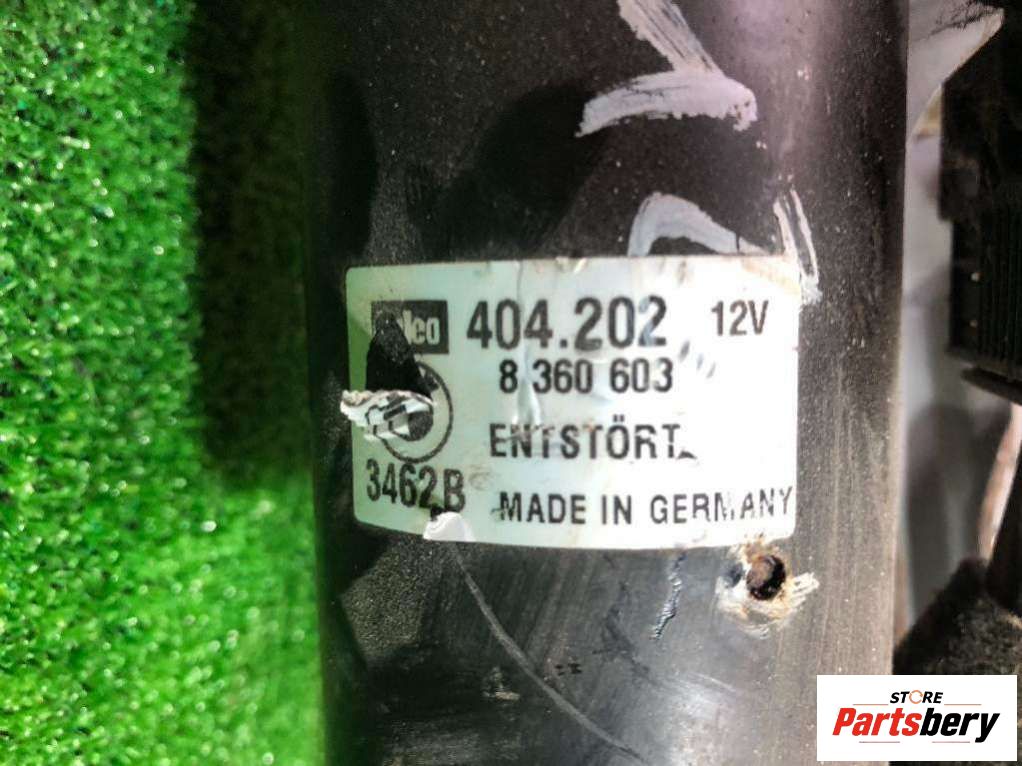 404.202 12V
8 360 603
ENTSTÖRT
3462B
MADE IN GERMANY
STORE
Partsbery